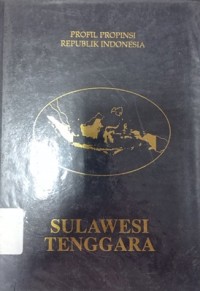 PROFIL PROPINSI
REPUBLIK INDONESIA
SULAWESI
TENGGARA